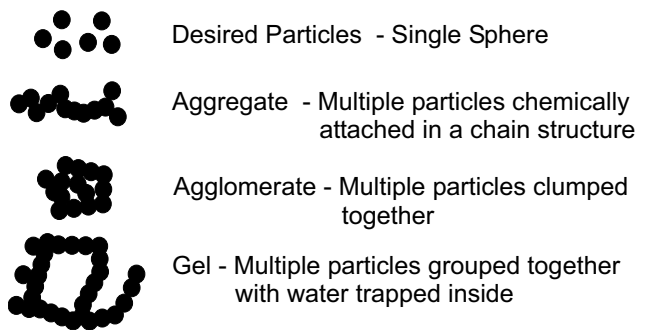 Desired Particles - Single Sphere
Aggregate - Multiple particles chemically
attached in a chain structure
Agglomerate - Multiple particles clumped
together
Gel - Multiple particles grouped together
with water trapped inside